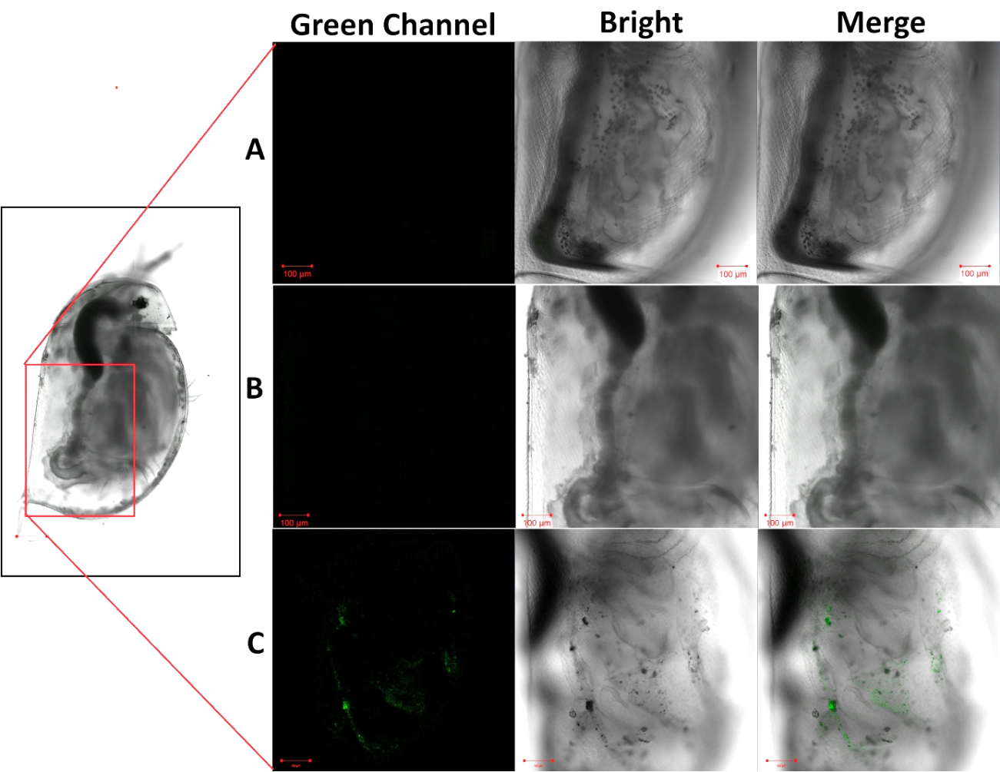 Green Channel Bright Merge
A
100 µm 100 µm 100 µm
B
100 µm 100 µm 100 µm
C